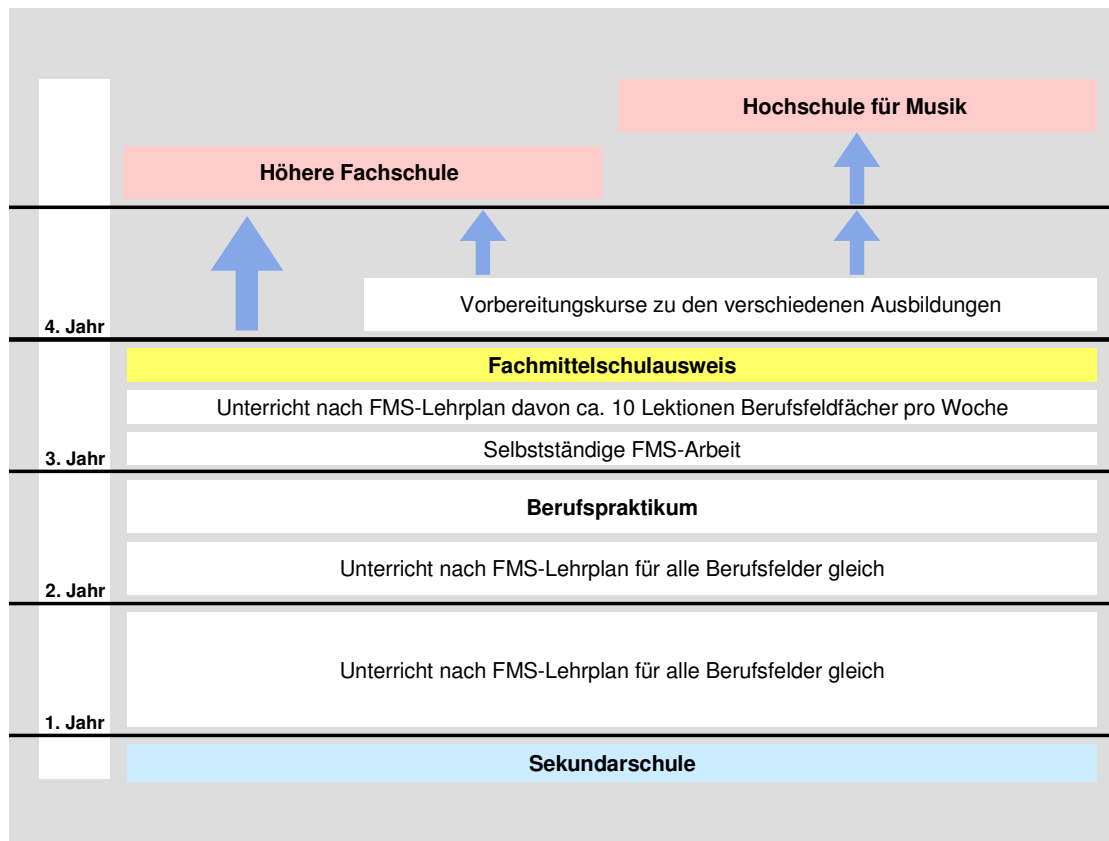 Hochschule für Musik
Höhere Fachschule
Vorbereitungskurse zu den verschiedenen Ausbildungen
4. Jahr
Fachmittelschulausweis
Unterricht nach FMS-Lehrplan davon ca. 10 Lektionen Berufsfeldfächer pro Woche
Selbstständige FMS-Arbeit
3. Jahr
Berufspraktikum
Unterricht nach FMS-Lehrplan für alle Berufsfelder gleich
2. Jahr
Unterricht nach FMS-Lehrplan für alle Berufsfelder gleich
1. Jahr
Sekundarschule